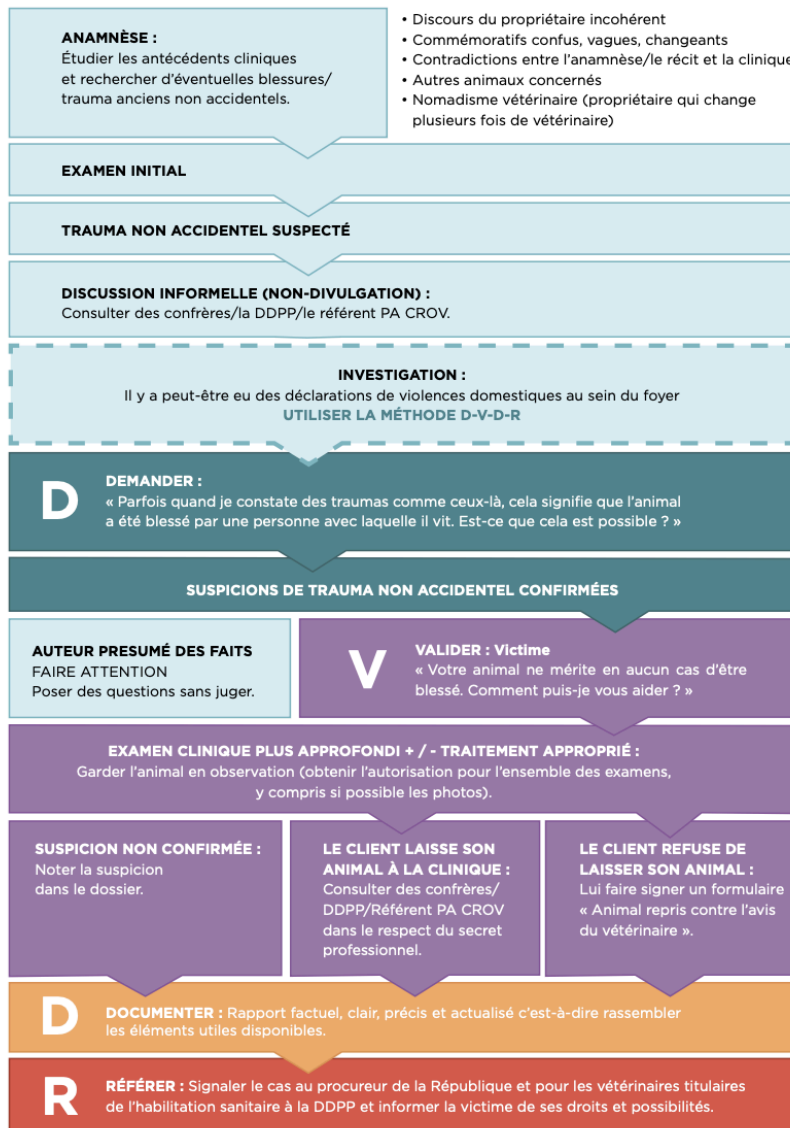 ANAMNÈSE :
Étudier les antécédents cliniques
et rechercher d'éventuelles blessures/
trauma anciens non accidentels.
• Discours du propriétaire incohérent
• Commémoratifs confus, vagues, changeants
• Contradictions entre l'anamnèse/le récit et la clinique
• Autres animaux concernés
• Nomadisme vétérinaire (propriétaire qui change
plusieurs fois de vétérinaire)
EXAMEN INITIAL
TRAUMA NON ACCIDENTEL SUSPECTÉ
DISCUSSION INFORMELLE (NON-DIVULGATION) :
Consulter des confrères/la DDPP/le référent PA CROV.
INVESTIGATION :
Il y a peut-être eu des déclarations de violences domestiques au sein du foyer
UTILISER LA MÉTHODE D-V-D-R
D
DEMANDER :
« Parfois quand je constate des traumas comme ceux-là, cela signifie que l'animal
a été blessé par une personne avec laquelle il vit. Est-ce que cela est possible ? »
SUSPICIONS DE TRAUMA NON ACCIDENTEL CONFIRMÉES
AUTEUR PRESUMÉ DES FAITS
FAIRE ATTENTION
Poser des questions sans juger.
V
VALIDER : Victime
« Votre animal ne mérite en aucun cas d'être
blessé. Comment puis-je vous aider ? »
EXAMEN CLINIQUE PLUS APPROFONDI + / - TRAITEMENT APPROPRIÉ :
Garder l'animal en observation (obtenir l'autorisation pour l'ensemble des examens,
y compris si possible les photos).
SUSPICION NON CONFIRMÉE :
Noter la suspicion
dans le dossier.
LE CLIENT LAISSE SON
ANIMAL À LA CLINIQUE :
Consulter des confrères/
DDPP/Référent PA CROV
dans le respect du secret
professionnel.
LE CLIENT REFUSE DE
LAISSER SON ANIMAL :
Lui faire signer un formulaire
« Animal repris contre l'avis
du vétérinaire ».
D
DOCUMENTER : Rapport factuel, clair, précis et actualisé c'est-à-dire rassembler
les éléments utiles disponibles.
R
RÉFÉRER : Signaler le cas au procureur de la République et pour les vétérinaires titulaires
de l'habilitation sanitaire à la DDPP et informer la victime de ses droits et possibilités.